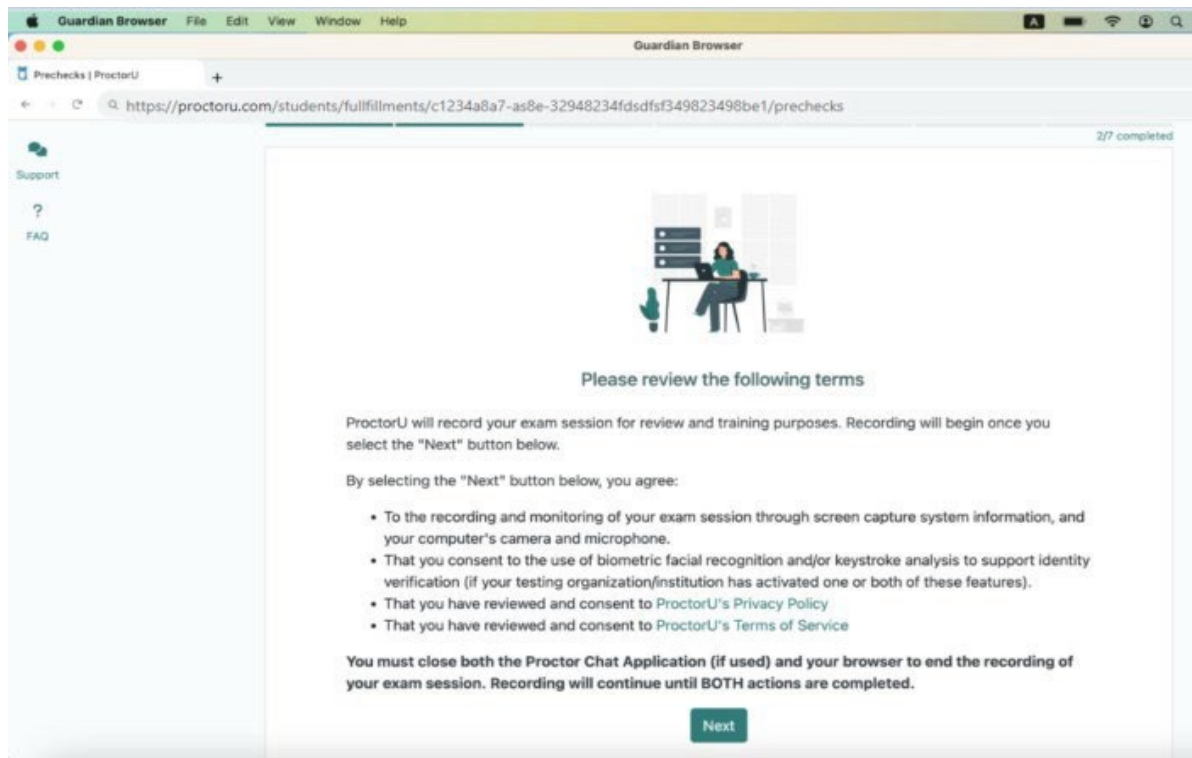 Guardian Browser File Edit View Window Help A
Guardian Browser
Prechecks | ProctorU +
https://proctoru.com/students/fullfillments/c1234a8a7-as8e-32948234fdsdfsf349823498be1/prechecks
2/7 completed
Support
?
FAQ
Please review the following terms
ProctorU will record your exam session for review and training purposes. Recording will begin once you
select the "Next" button below.
By selecting the "Next" button below, you agree:
• To the recording and monitoring of your exam session through screen capture system information, and
your computer's camera and microphone.
• That you consent to the use of biometric facial recognition and/or keystroke analysis to support identity
verification (if your testing organization/institution has activated one or both of these features).
• That you have reviewed and consent to ProctorU's Privacy Policy
• That you have reviewed and consent to ProctorU's Terms of Service
You must close both the Proctor Chat Application (if used) and your browser to end the recording of
your exam session. Recording will continue until BOTH actions are completed.
Next